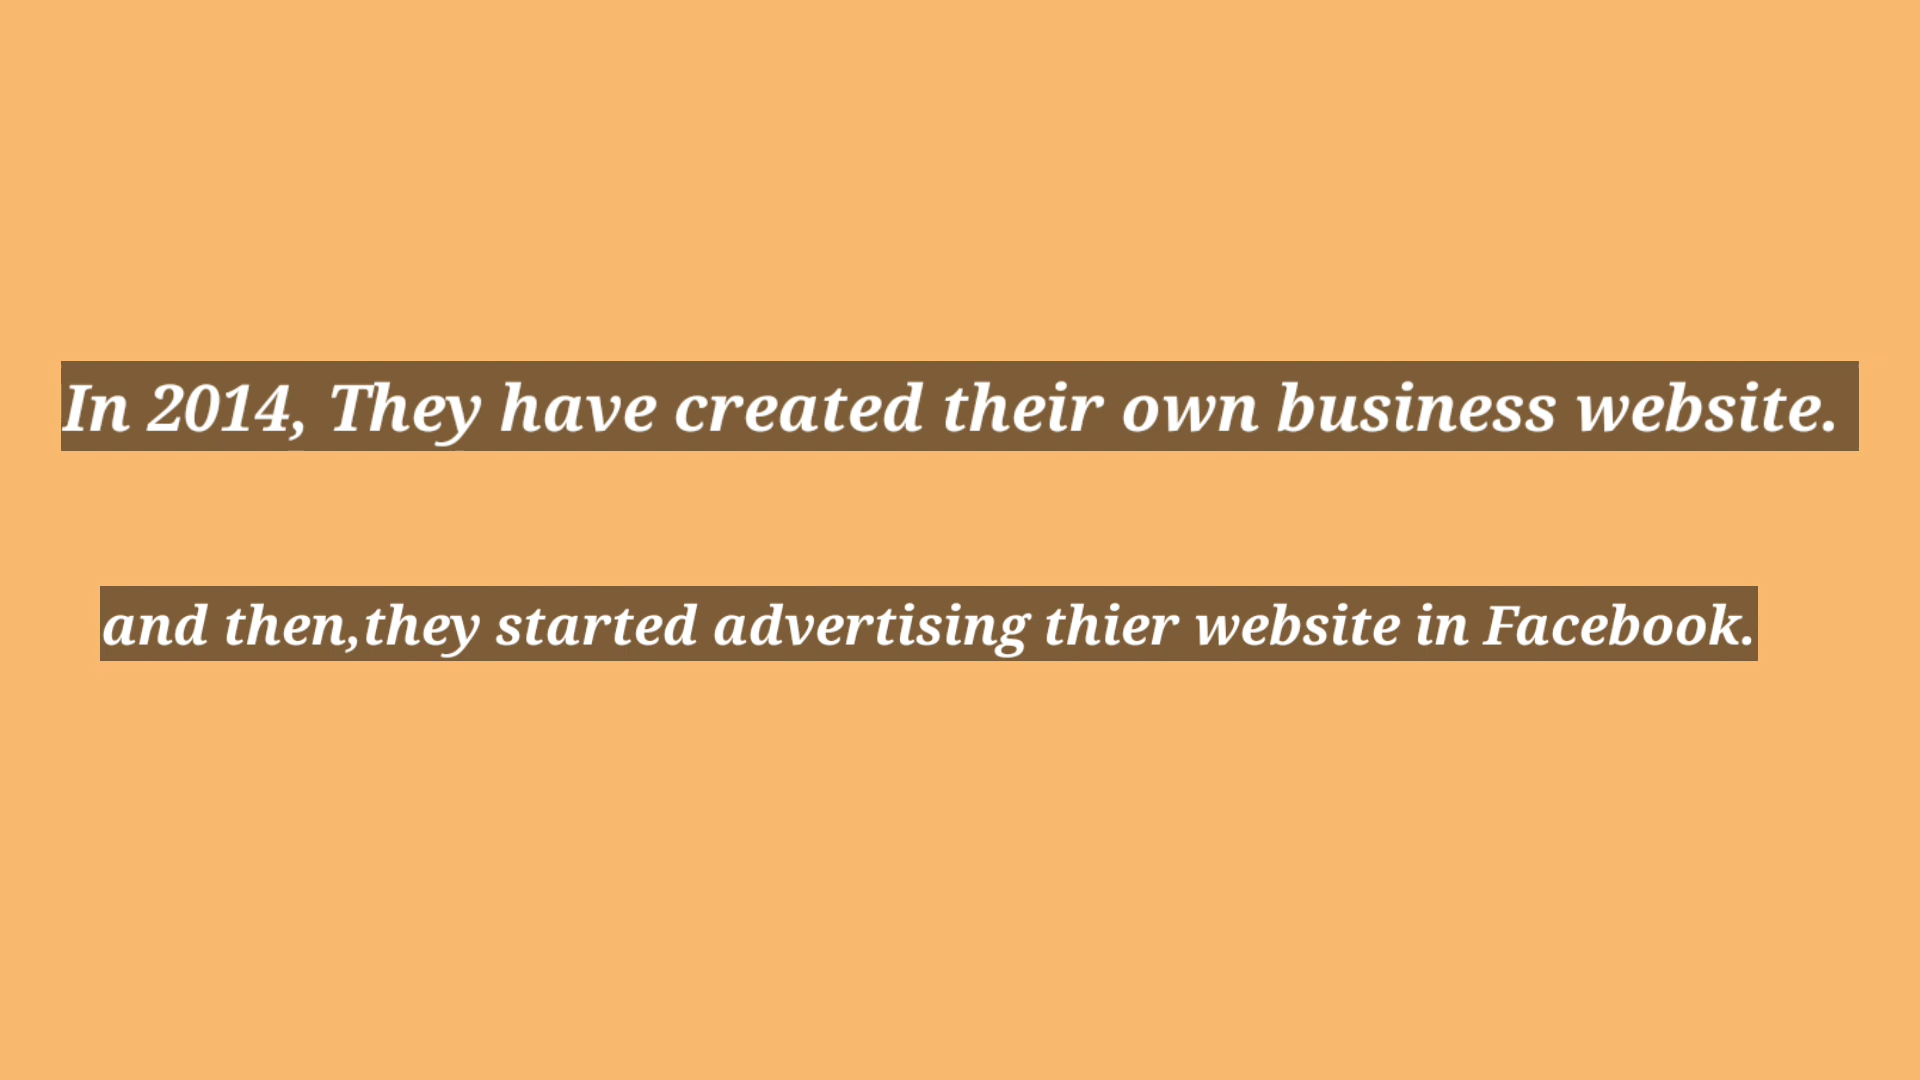 In 2014, They have created their own business website.
and then,they started advertising thier website in Facebook.